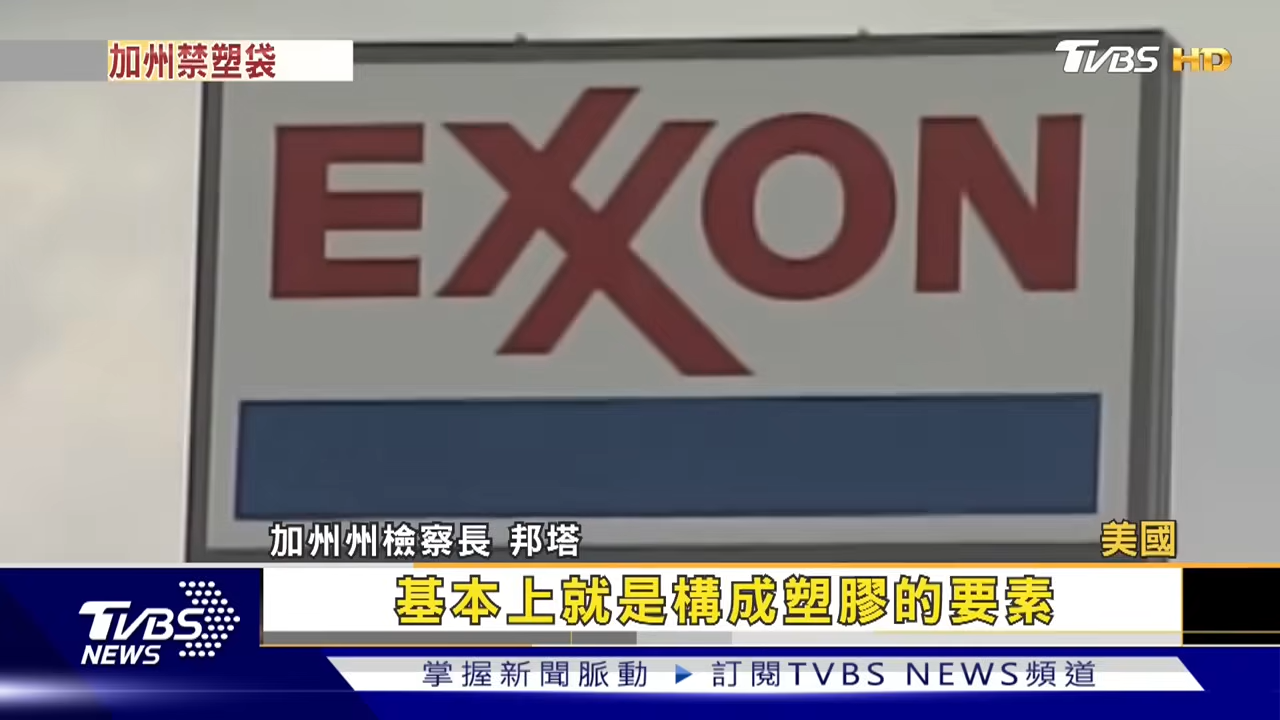 加州禁塑袋
TVBS HD
EXXON
加州州檢察長 邦塔
美國
基本上就是構成塑膠的要素
TVBS
NEWS
掌握新聞脈動 ▶ 訂閱TVBS NEWS頻道